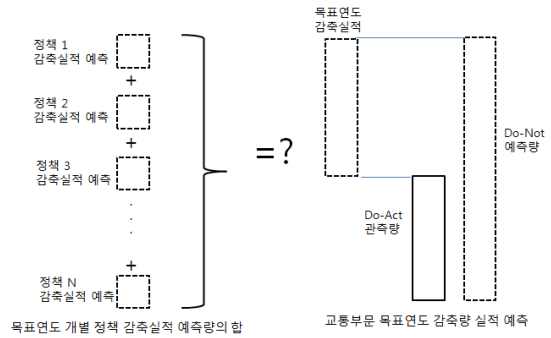 정책 1
감축실적 예측
+
정책 2
감축실적 예측
+
정책 3
감축실적 예측
.
.
.
+
정책 N
감축실적 예측
목표연도 개별 정책 감축실적 예측량의 합
=?
목표연도
감축실적
Do-Not
예측량
Do-Act
관측량
교통부문 목표연도 감축량 실적 예측